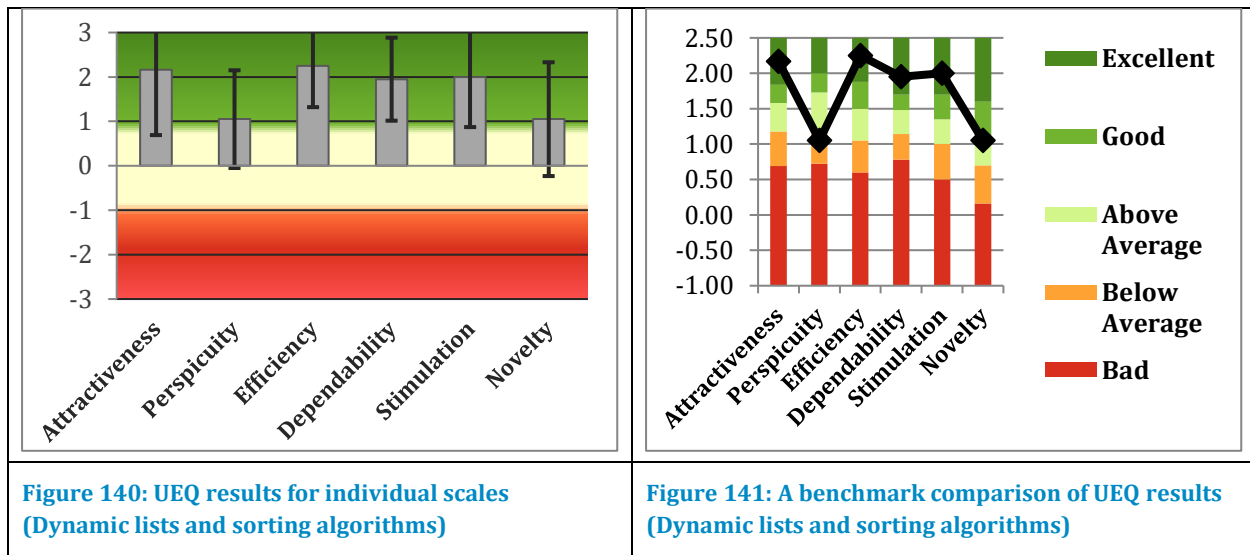 3
2
1
0
-1
-2
-3
Attractiveness
Perspicuity
Efficiency
Dependability
Stimulation
Novelty
Figure 140: UEQ results for individual scales
(Dynamic lists and sorting algorithms)
2.50
2.00
1.50
1.00
0.50
0.00
-0.50
-1.00
Attractiveness
Perspicuity
Efficiency
Dependability
Stimulation
Novelty
Excellent
Good
Above
Average
Below
Average
Bad
Figure 141: A benchmark comparison of UEQ results
(Dynamic lists and sorting algorithms)